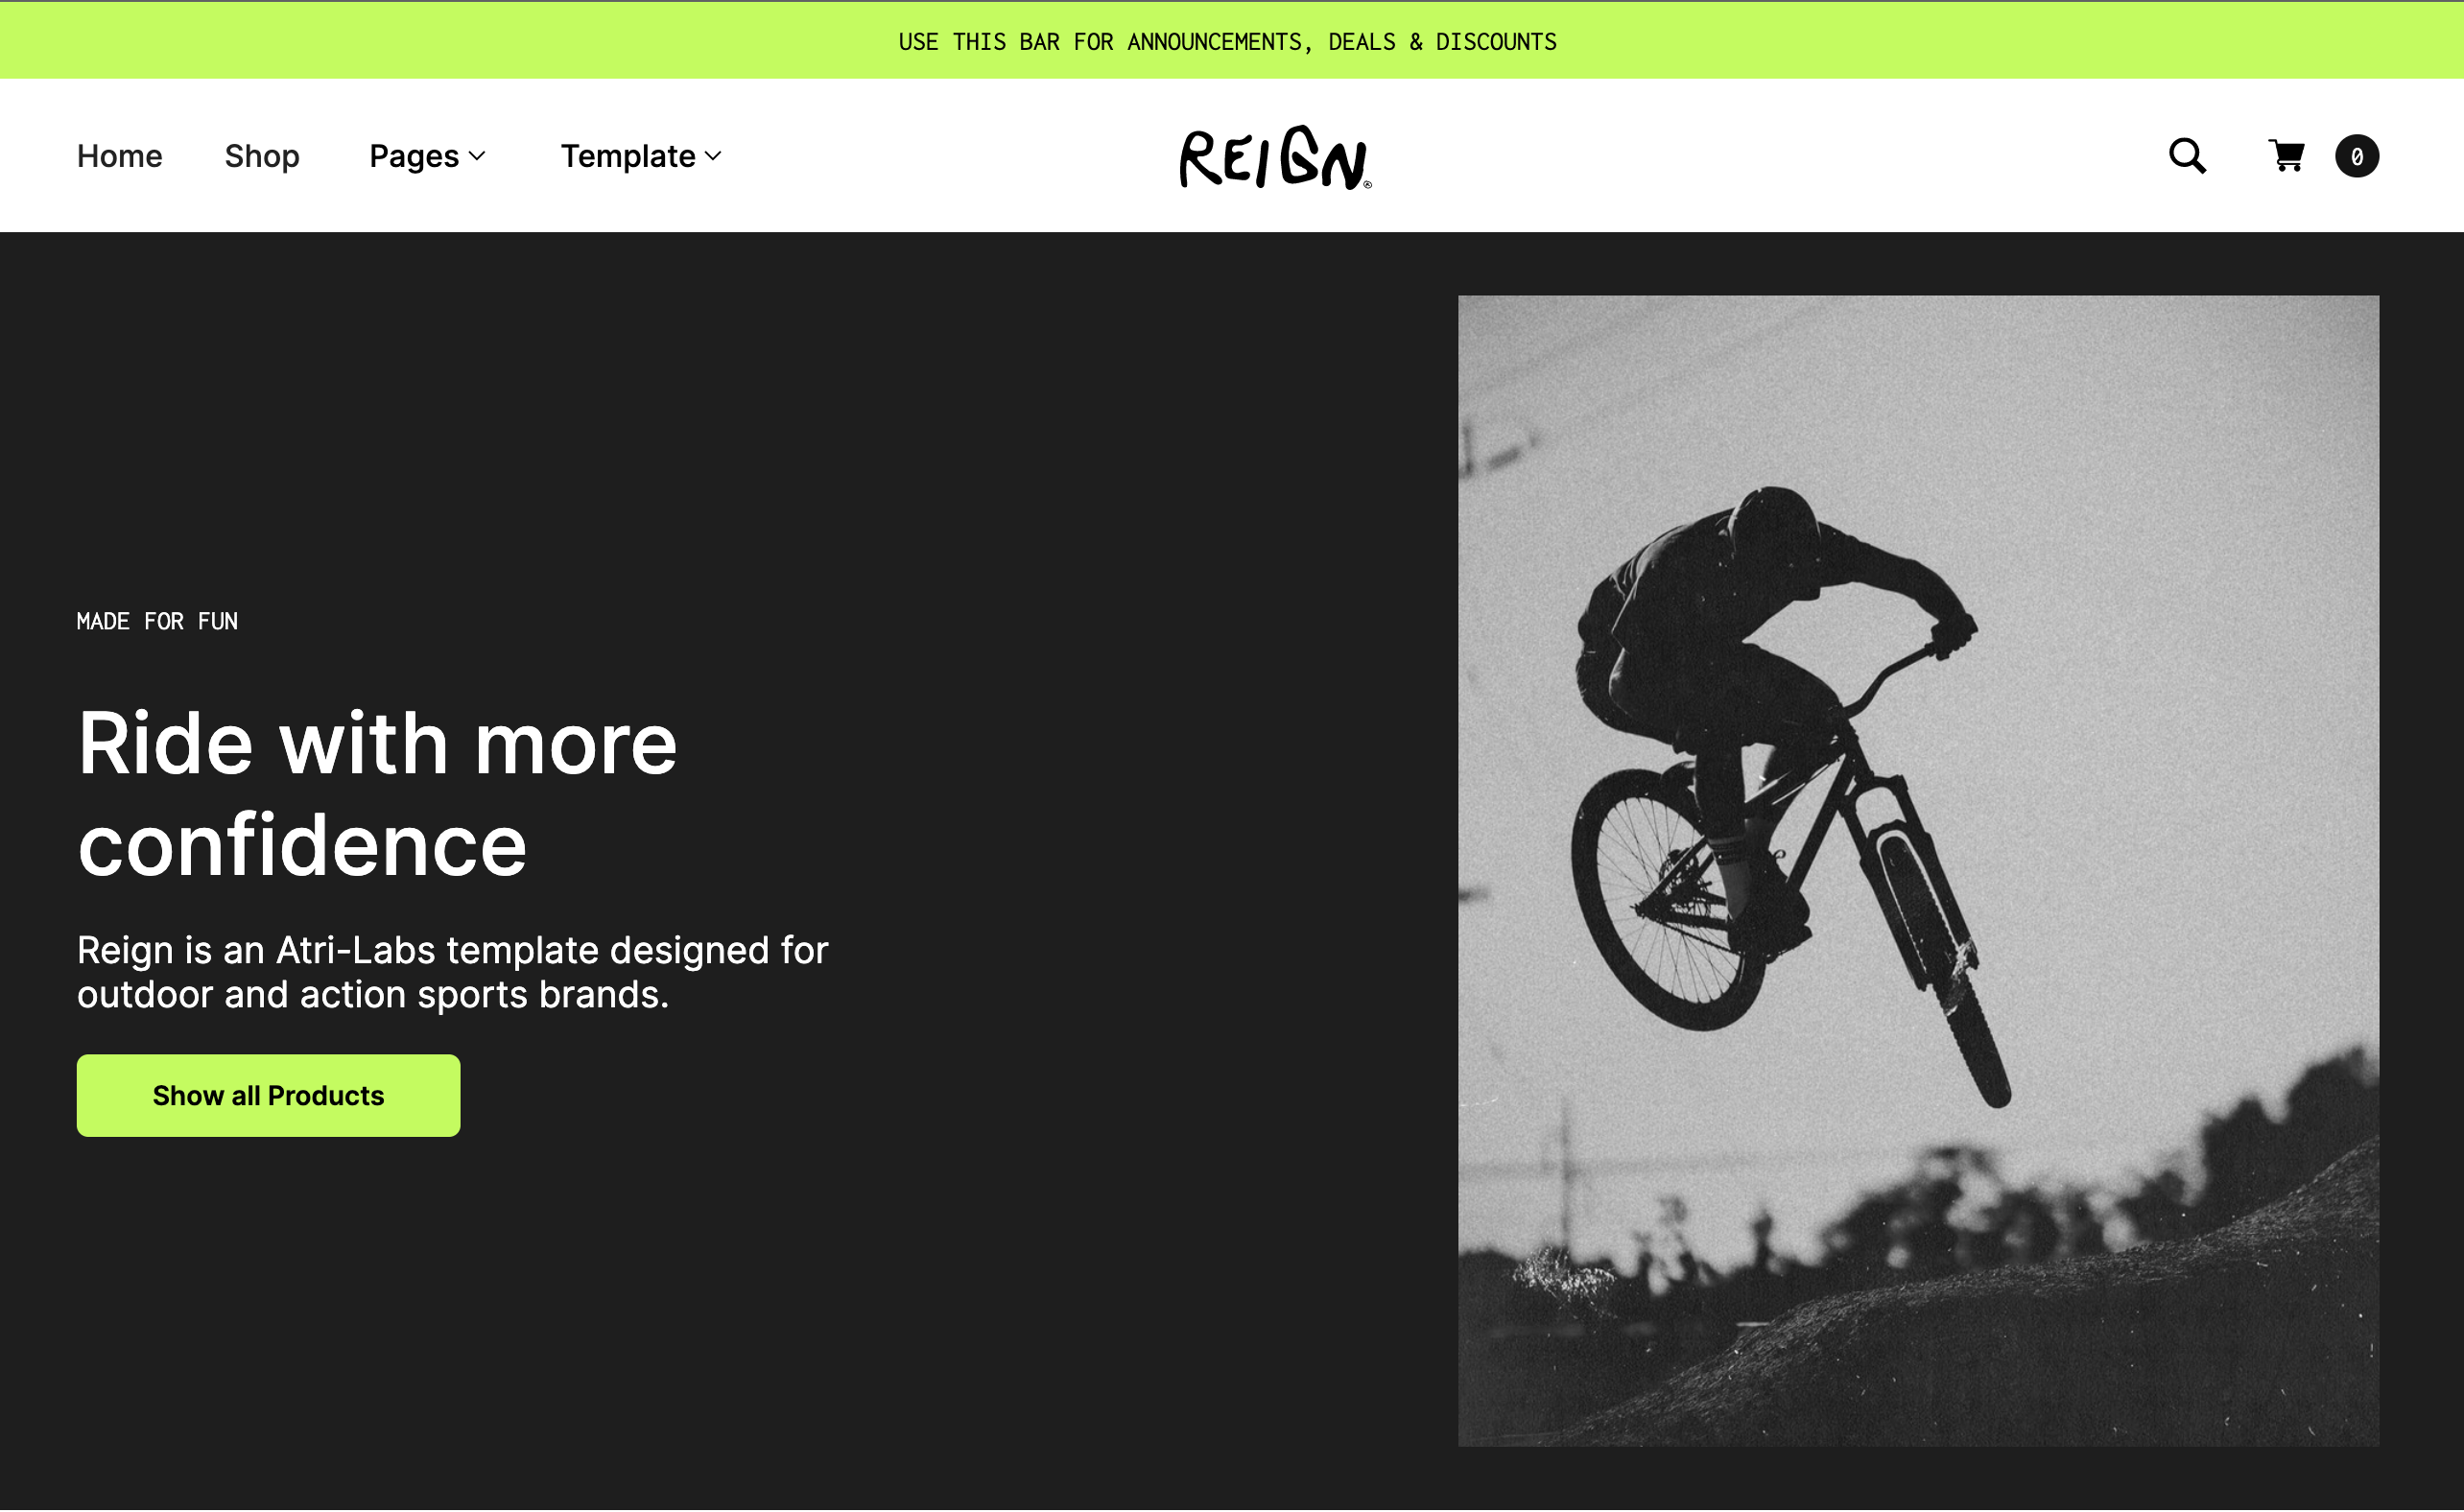 USE THIS BAR FOR ANNOUNCEMENTS, DEALS & DISCOUNTS
Home Shop Pages Template REIGN® 0
MADE FOR FUN
Ride with more
confidence
Reign is an Atri-Labs template designed for
outdoor and action sports brands.
Show all Products